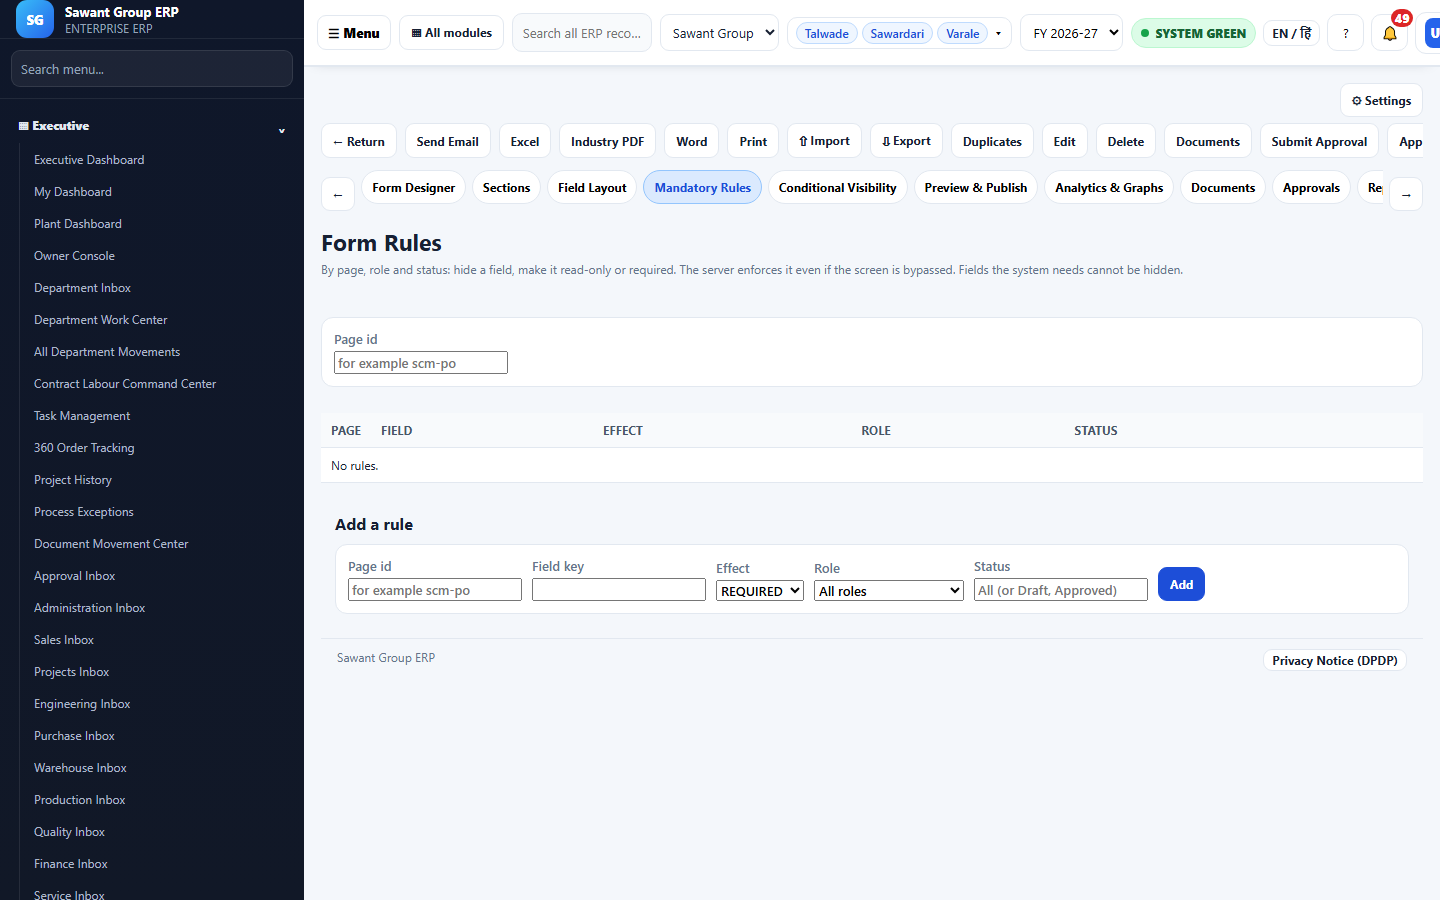 SG
Sawant Group ERP
ENTERPRISE ERP
Search menu...
Executive
Executive Dashboard
My Dashboard
Plant Dashboard
Owner Console
Department Inbox
Department Work Center
All Department Movements
Contract Labour Command Center
Task Management
360 Order Tracking
Project History
Process Exceptions
Document Movement Center
Approval Inbox
Administration Inbox
Sales Inbox
Projects Inbox
Engineering Inbox
Purchase Inbox
Warehouse Inbox
Production Inbox
Quality Inbox
Finance Inbox
Service Inbox
☰ Menu
All modules
Search all ERP reco...
Sawant Group
Talwade Sawardari Varale
FY 2026-27
SYSTEM GREEN
EN / हिं
?
49
U
⚙ Settings
← Return
Send Email
Excel
Industry PDF
Word
Print
⇧ Import
⇩ Export
Duplicates
Edit
Delete
Documents
Submit Approval
App
←
Form Designer
Sections
Field Layout
Mandatory Rules
Conditional Visibility
Preview & Publish
Analytics & Graphs
Documents
Approvals
Re
→
Form Rules
By page, role and status: hide a field, make it read-only or required. The server enforces it even if the screen is bypassed. Fields the system needs cannot be hidden.
Page id
for example scm-po
PAGE FIELD EFFECT ROLE STATUS
No rules.
Add a rule
Page id Field key Effect Role Status
for example scm-po REQUIRED All roles All (or Draft, Approved) Add
Sawant Group ERP
Privacy Notice (DPDP)